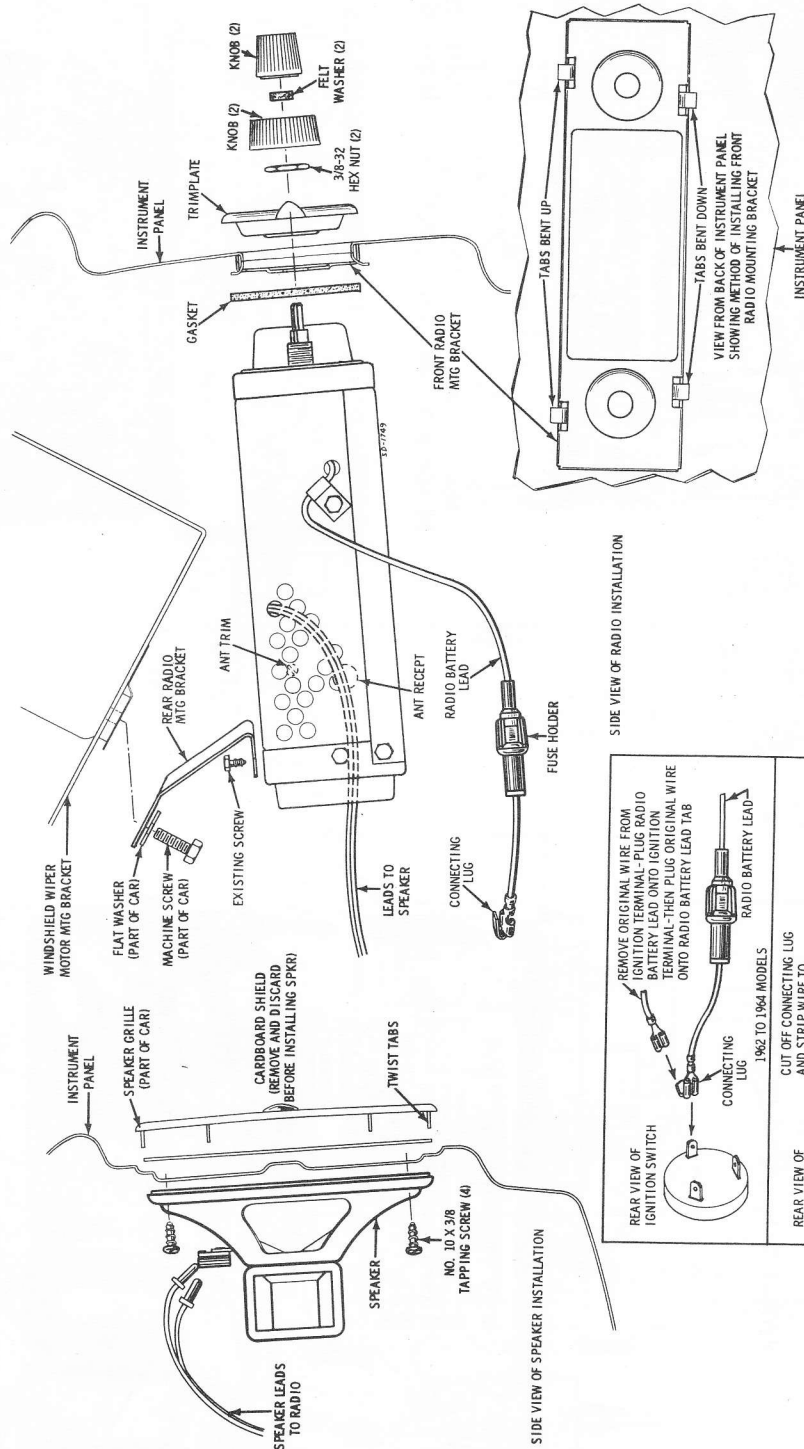 WINDSHIELD WIPER
MOTOR MTG BRACKET
FLAT WASHER
(PART OF CAR)
MACHINE SCREW
(PART OF CAR)
REAR RADIO
MTG BRACKET
EXISTING SCREW
ANT TRIM
ANT RECEPT
LEADS TO
SPEAKER
RADIO BATTERY
LEAD
CONNECTING
LUG
FUSE HOLDER
SD-1749
GASKET
INSTRUMENT
PANEL
TRIMPLATE
FRONT RADIO
MTG BRACKET
3/8-32
HEX NUT (2)
KNOB (2)
FELT
WASHER (2)
KNOB (2)
SIDE VIEW OF RADIO INSTALLATION
INSTRUMENT
PANEL
SPEAKER GRILLE
(PART OF CAR)
CARDBOARD SHIELD
(REMOVE AND DISCARD
BEFORE INSTALLING SPKR)
TWIST TABS
SPEAKER LEADS
TO RADIO
SPEAKER
NO. 10 X 3/8
TAPPING SCREW (4)
SIDE VIEW OF SPEAKER INSTALLATION
REAR VIEW OF
IGNITION SWITCH
REMOVE ORIGINAL WIRE FROM
IGNITION TERMINAL-PLUG RADIO
BATTERY LEAD ONTO IGNITION
TERMINAL-THEN PLUG ORIGINAL WIRE
ONTO RADIO BATTERY LEAD TAB
CONNECTING
LUG
RADIO BATTERY LEAD
1962 TO 1964 MODELS
REAR VIEW OF
CUT OFF CONNECTING LUG
AND STRIP WIRE TO
TABS BENT UP
TABS BENT DOWN
VIEW FROM BACK OF INSTRUMENT PANEL
SHOWING METHOD OF INSTALLING FRONT
RADIO MOUNTING BRACKET
INSTRUMENT PANEL